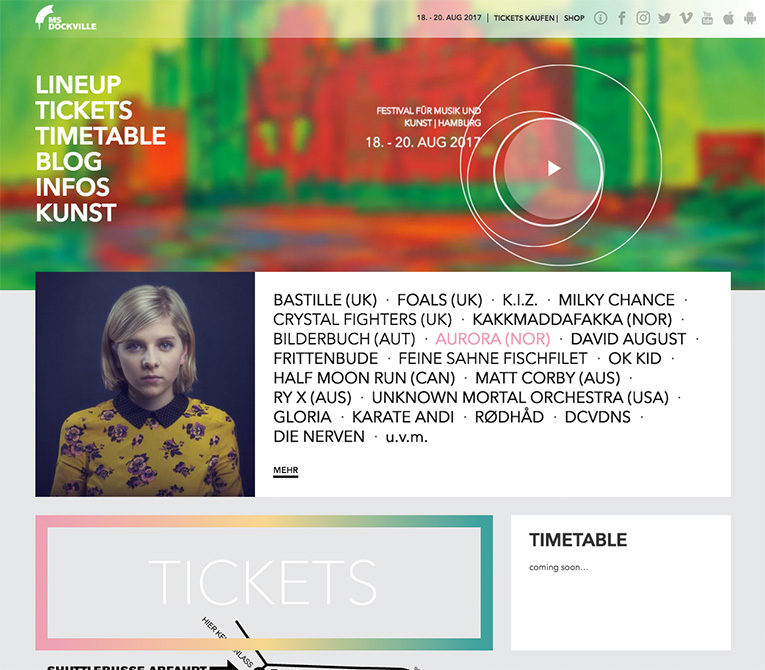 MS
DOCKVILLE
18. - 20. AUG 2017 | TICKETS KAUFEN | SHOP
LINEUP
TICKETS
TIMETABLE
BLOG
INFOS
KUNST
FESTIVAL FÜR MUSIK UND
KUNST | HAMBURG
18. - 20. AUG 2017
BASTILLE (UK) · FOALS (UK) · K.I.Z. · MILKY CHANCE ·
CRYSTAL FIGHTERS (UK) · KAKKMADDAFAKKA (NOR) ·
BILDERBUCH (AUT) · AURORA (NOR) · DAVID AUGUST ·
FRITTENBUDE · FEINE SAHNE FISCHFILET · OK KID ·
HALF MOON RUN (CAN) · MATT CORBY (AUS) ·
RY X (AUS) · UNKNOWN MORTAL ORCHESTRA (USA) ·
GLORIA · KARATE ANDI · RØDHÅD · DCVDNS ·
DIE NERVEN · u.v.m.
MEHR
TICKETS
TIMETABLE
coming soon...
HIER
SHUTTLEBUSSE ABFAHRT